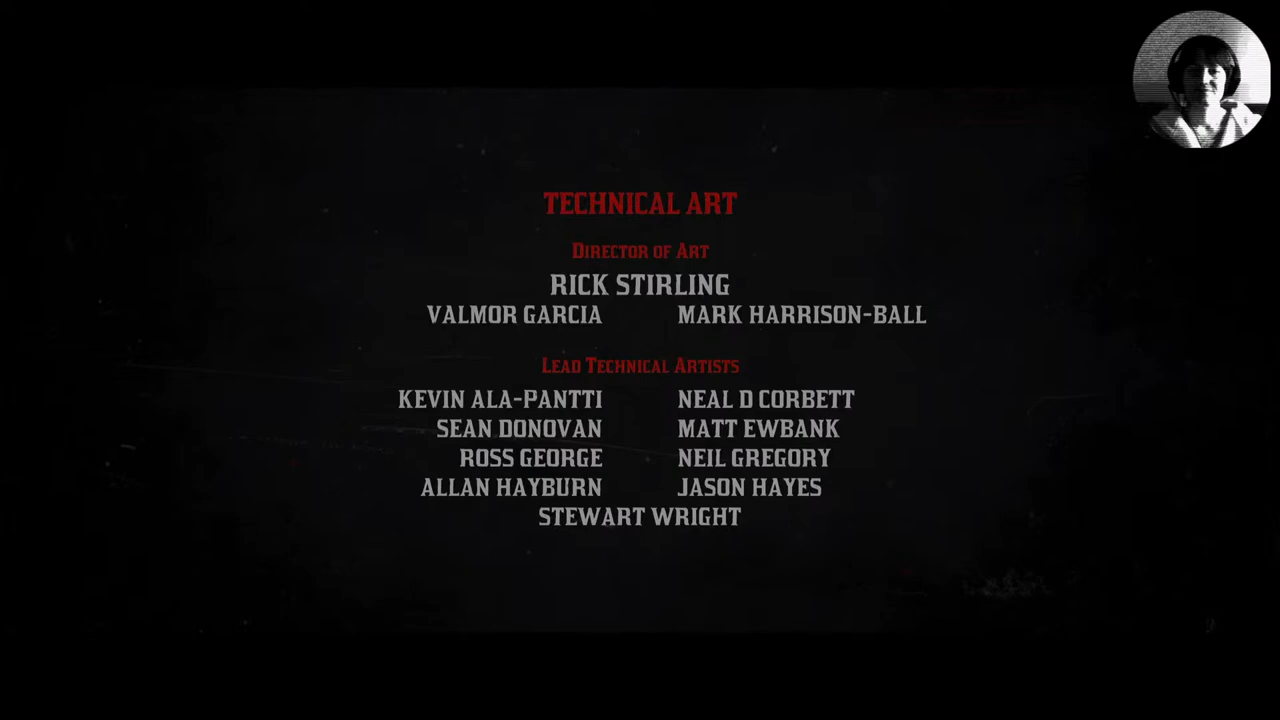 TECHNICAL ART
DIRECTOR OF ART
RICK STIRLING
VALMOR GARCIA MARK HARRISON-BALL
LEAD TECHNICAL ARTISTS
KEVIN ALA-PANTTI NEAL D CORBETT
SEAN DONOVAN MATT EWBANK
ROSS GEORGE NEIL GREGORY
ALLAN HAYBURN JASON HAYES
STEWART WRIGHT